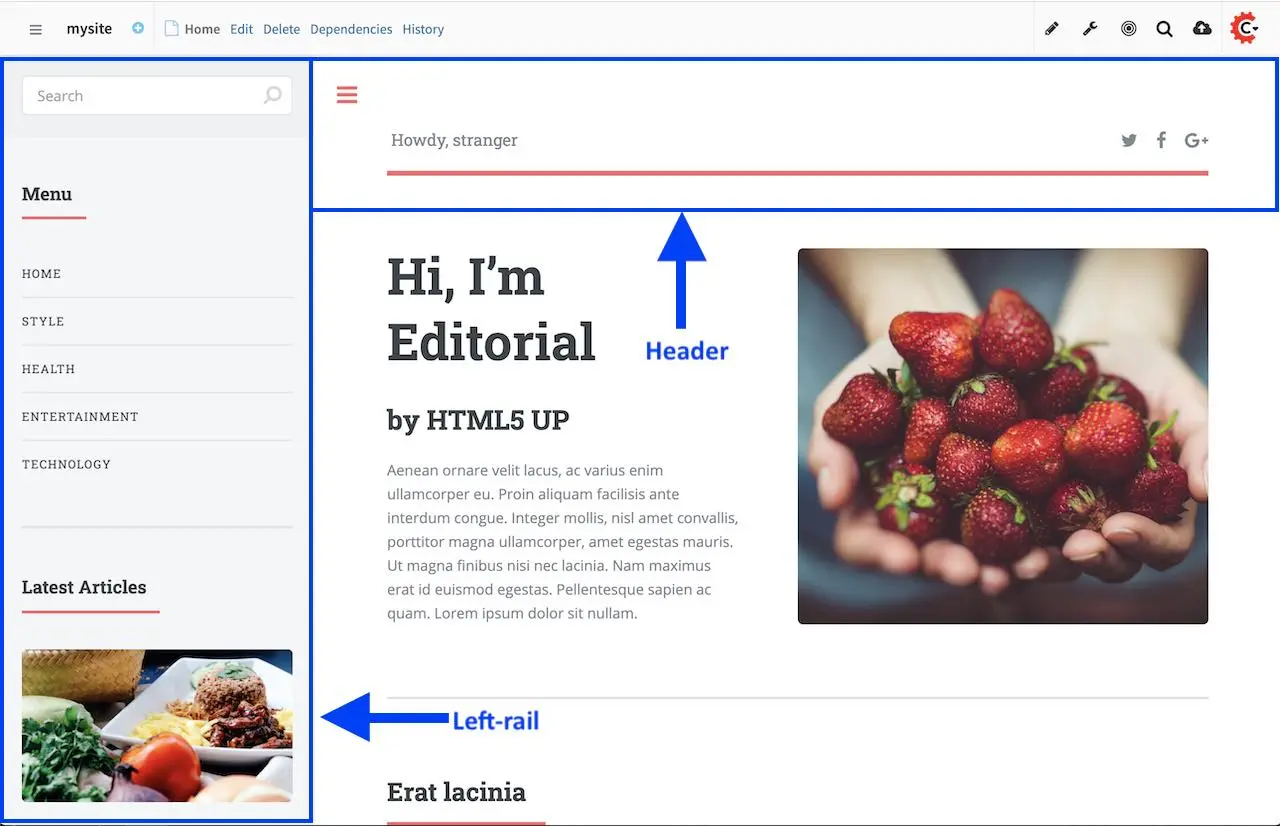 mysite
Home Edit Delete Dependencies History
Search
Menu
HOME
STYLE
HEALTH
ENTERTAINMENT
TECHNOLOGY
Latest Articles
Howdy, stranger
G+
Header
Hi, I’m
Editorial
by HTML5 UP
Aenean ornare velit lacus, ac varius enim
ullamcorper eu. Proin aliquam facilisis ante
interdum congue. Integer mollis, nisl amet convallis,
porttitor magna ullamcorper, amet egestas mauris.
Ut magna finibus nisi nec lacinia. Nam maximus
erat id euismod egestas. Pellentesque sapien ac
quam. Lorem ipsum dolor sit nullam.
Left-rail
Erat lacinia